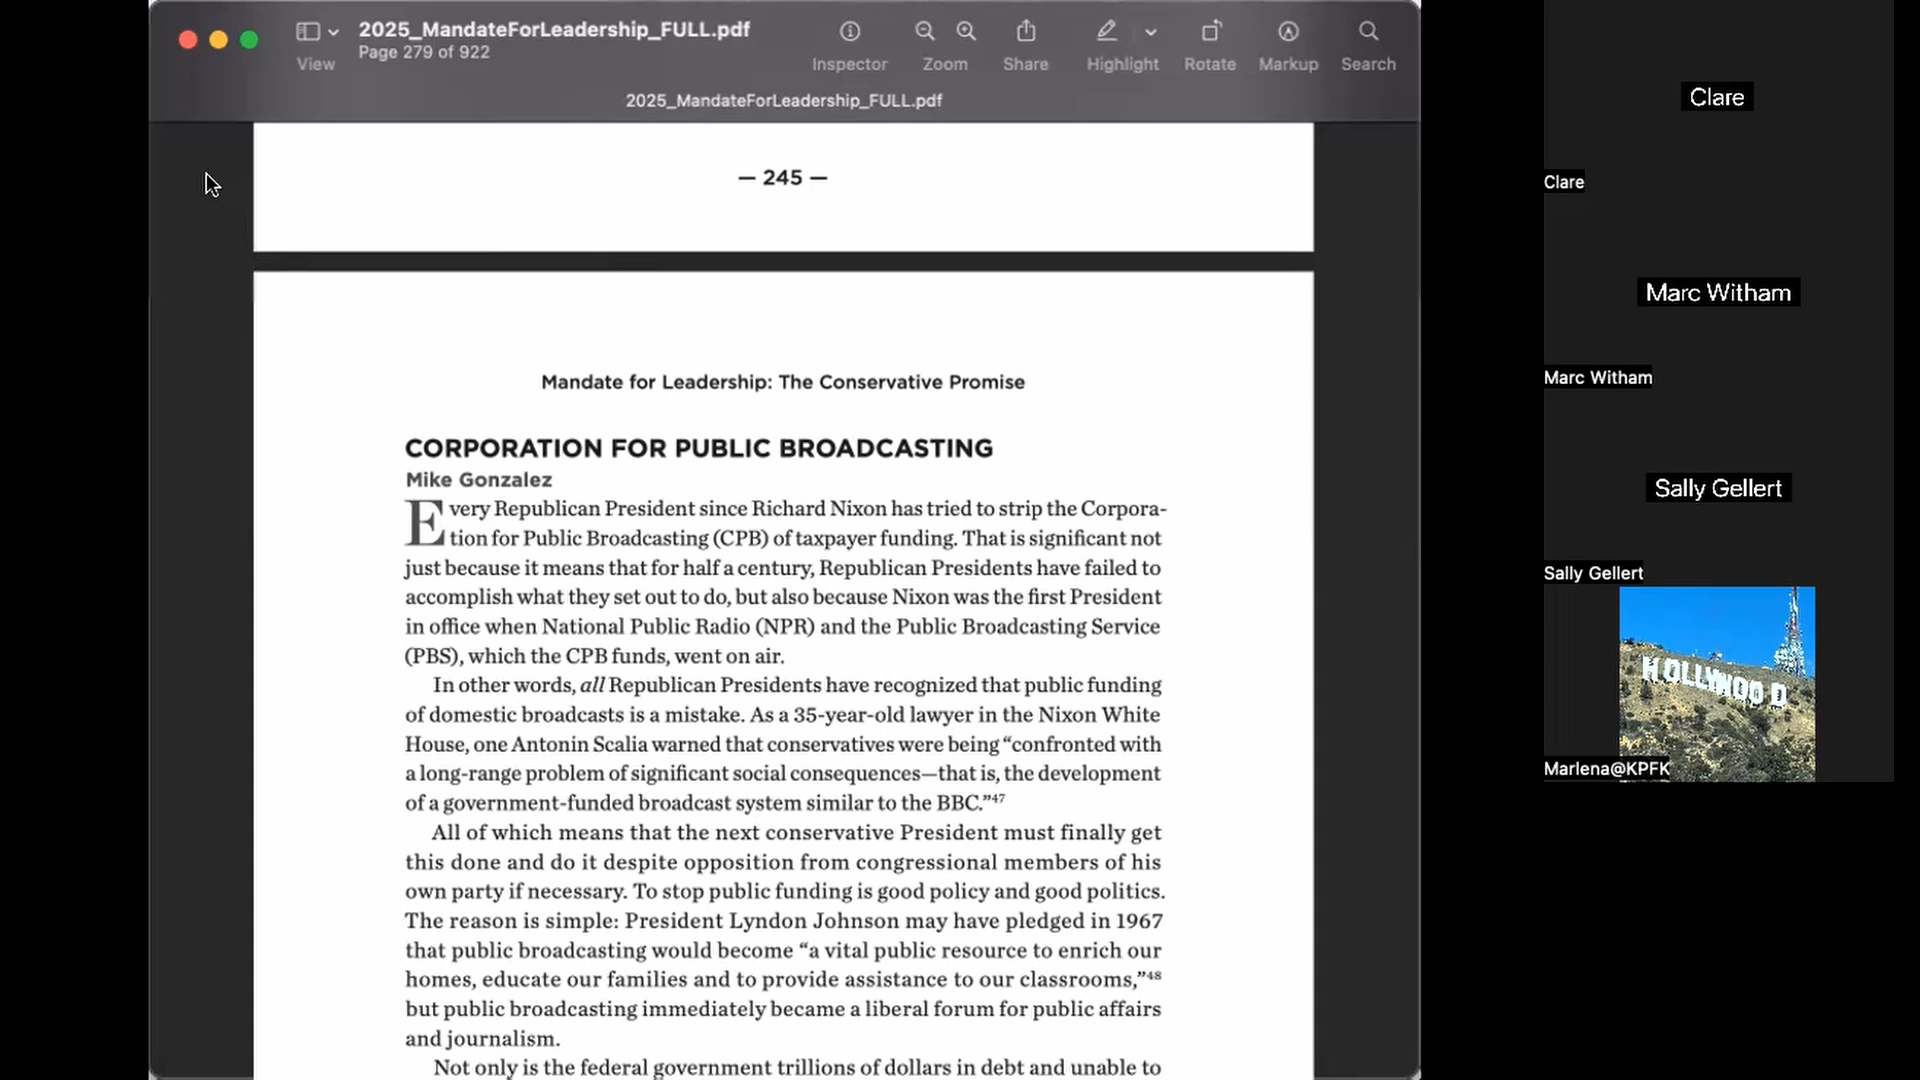 2025_MandateForLeadership_FULL.pdf
Page 279 of 922
View
Inspector
Zoom
Share
Highlight
Rotate
Markup
Search
2025_MandateForLeadership_FULL.pdf
— 245 —
Mandate for Leadership: The Conservative Promise
CORPORATION FOR PUBLIC BROADCASTING
Mike Gonzalez
Every Republican President since Richard Nixon has tried to strip the Corpora-
tion for Public Broadcasting (CPB) of taxpayer funding. That is significant not
just because it means that for half a century, Republican Presidents have failed to
accomplish what they set out to do, but also because Nixon was the first President
in office when National Public Radio (NPR) and the Public Broadcasting Service
(PBS), which the CPB funds, went on air.
In other words, all Republican Presidents have recognized that public funding
of domestic broadcasts is a mistake. As a 35-year-old lawyer in the Nixon White
House, one Antonin Scalia warned that conservatives were being “confronted with
a long-range problem of significant social consequences—that is, the development
of a government-funded broadcast system similar to the BBC.”47
All of which means that the next conservative President must finally get
this done and do it despite opposition from congressional members of his
own party if necessary. To stop public funding is good policy and good politics.
The reason is simple: President Lyndon Johnson may have pledged in 1967
that public broadcasting would become “a vital public resource to enrich our
homes, educate our families and to provide assistance to our classrooms,”48
but public broadcasting immediately became a liberal forum for public affairs
and journalism.
Not only is the federal government trillions of dollars in debt and unable to
Clare
Clare
Marc Witham
Marc Witham
Sally Gellert
Sally Gellert
HOLLYWOOD
Marlena@KPFK